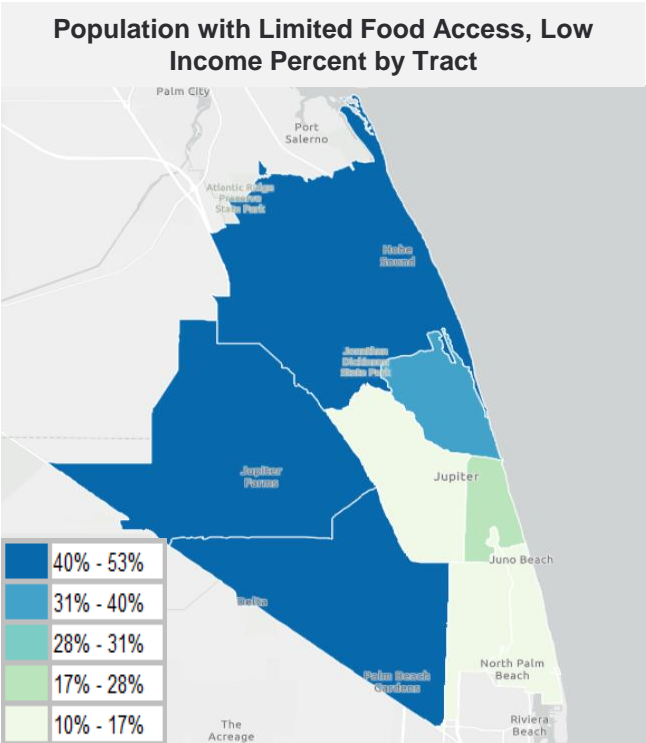 Population with Limited Food Access, Low
Income Percent by Tract
Palm City
Port
Salerno
Atlantic Ridge
Preserve
State Park
Hobe
Sound
Jonathan
Dickinson
State Park
Jupiter
Farms
Jupiter
Juno Beach
Delta
Palm Beach
Gardens
North Palm
Beach
Riviera
Beach
The
Acreage
40% - 53%
31% - 40%
28% - 31%
17% - 28%
10% - 17%